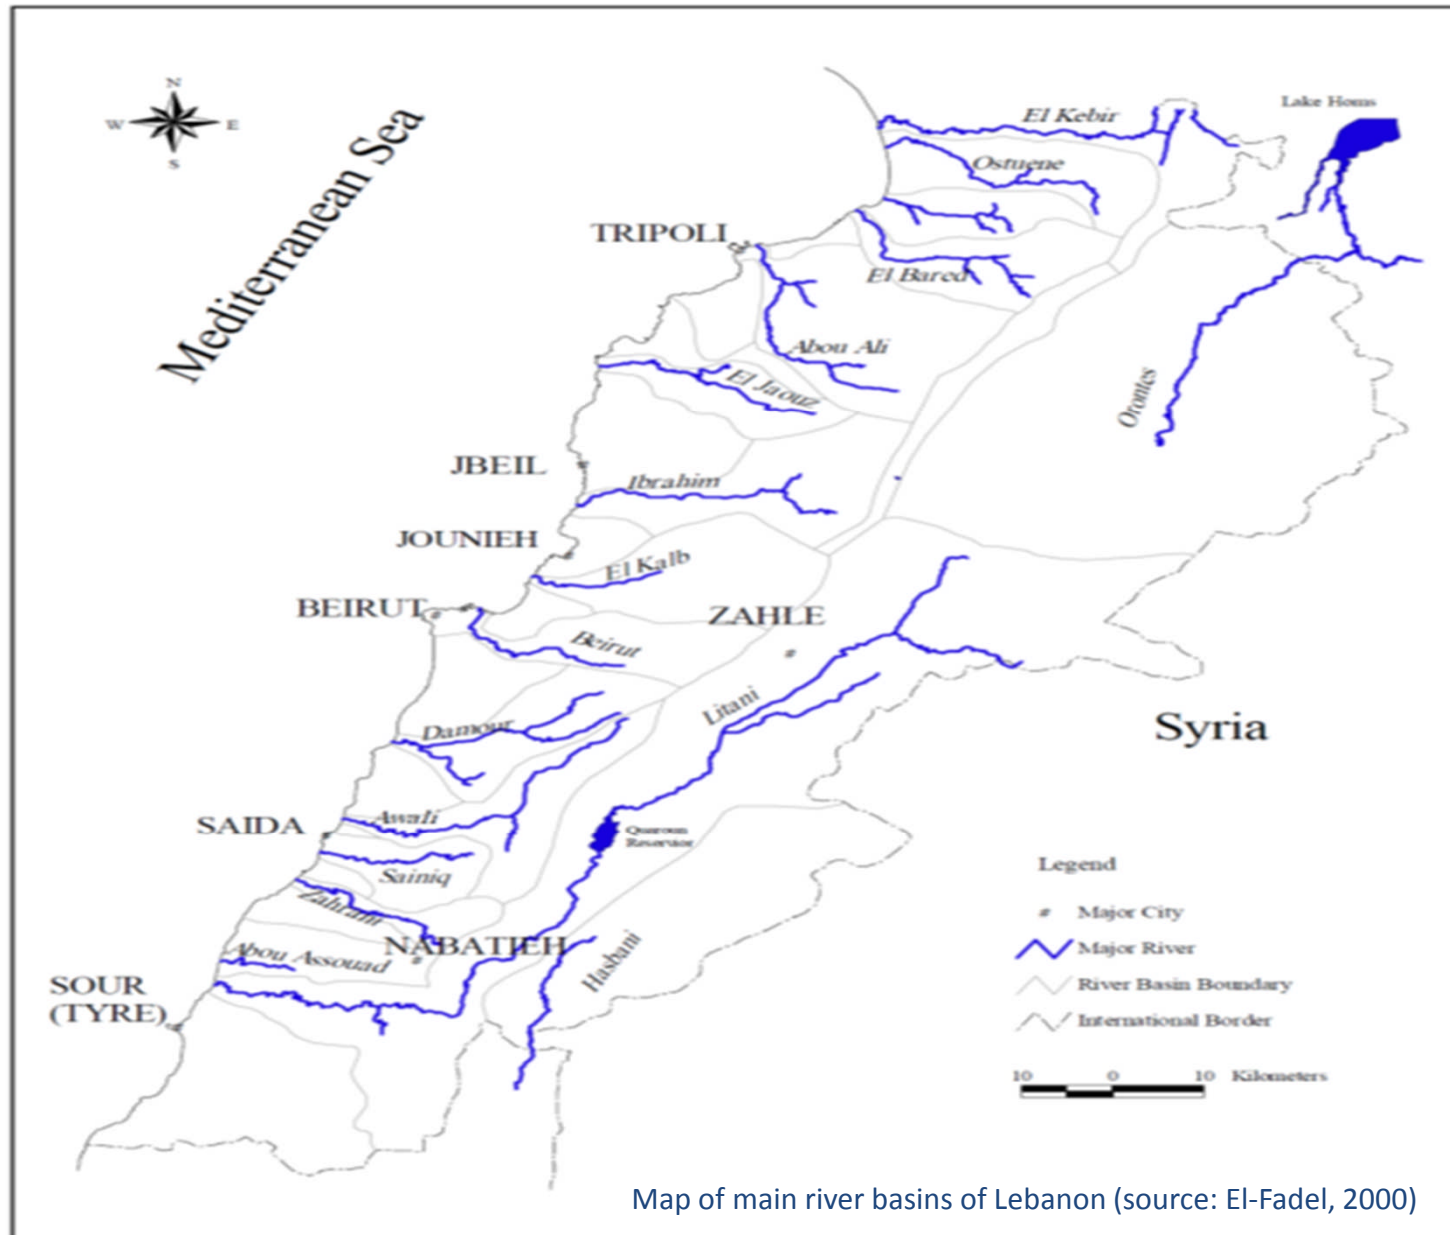 N
W
E
S
Mediterranean Sea
Lake Homs
El Kebir
Ostuene
TRIPOLI
El Bared
Abou Ali
El Jaouz
Orontes
JBEIL
Ibrahim
JOUNIEH
El Kalb
BEIRUT
ZAHLE
Beirut
Litani
Damour
Syria
SAIDA
Awali
Quaroun
Reservior
Sainiq
Zahrani
NABATIEH
Abou Assouad
Hasbani
SOUR
(TYRE)
Legend
Major City
Major River
River Basin Boundary
International Border
10 0 10 Kilometers
Map of main river basins of Lebanon (source: El-Fadel, 2000)